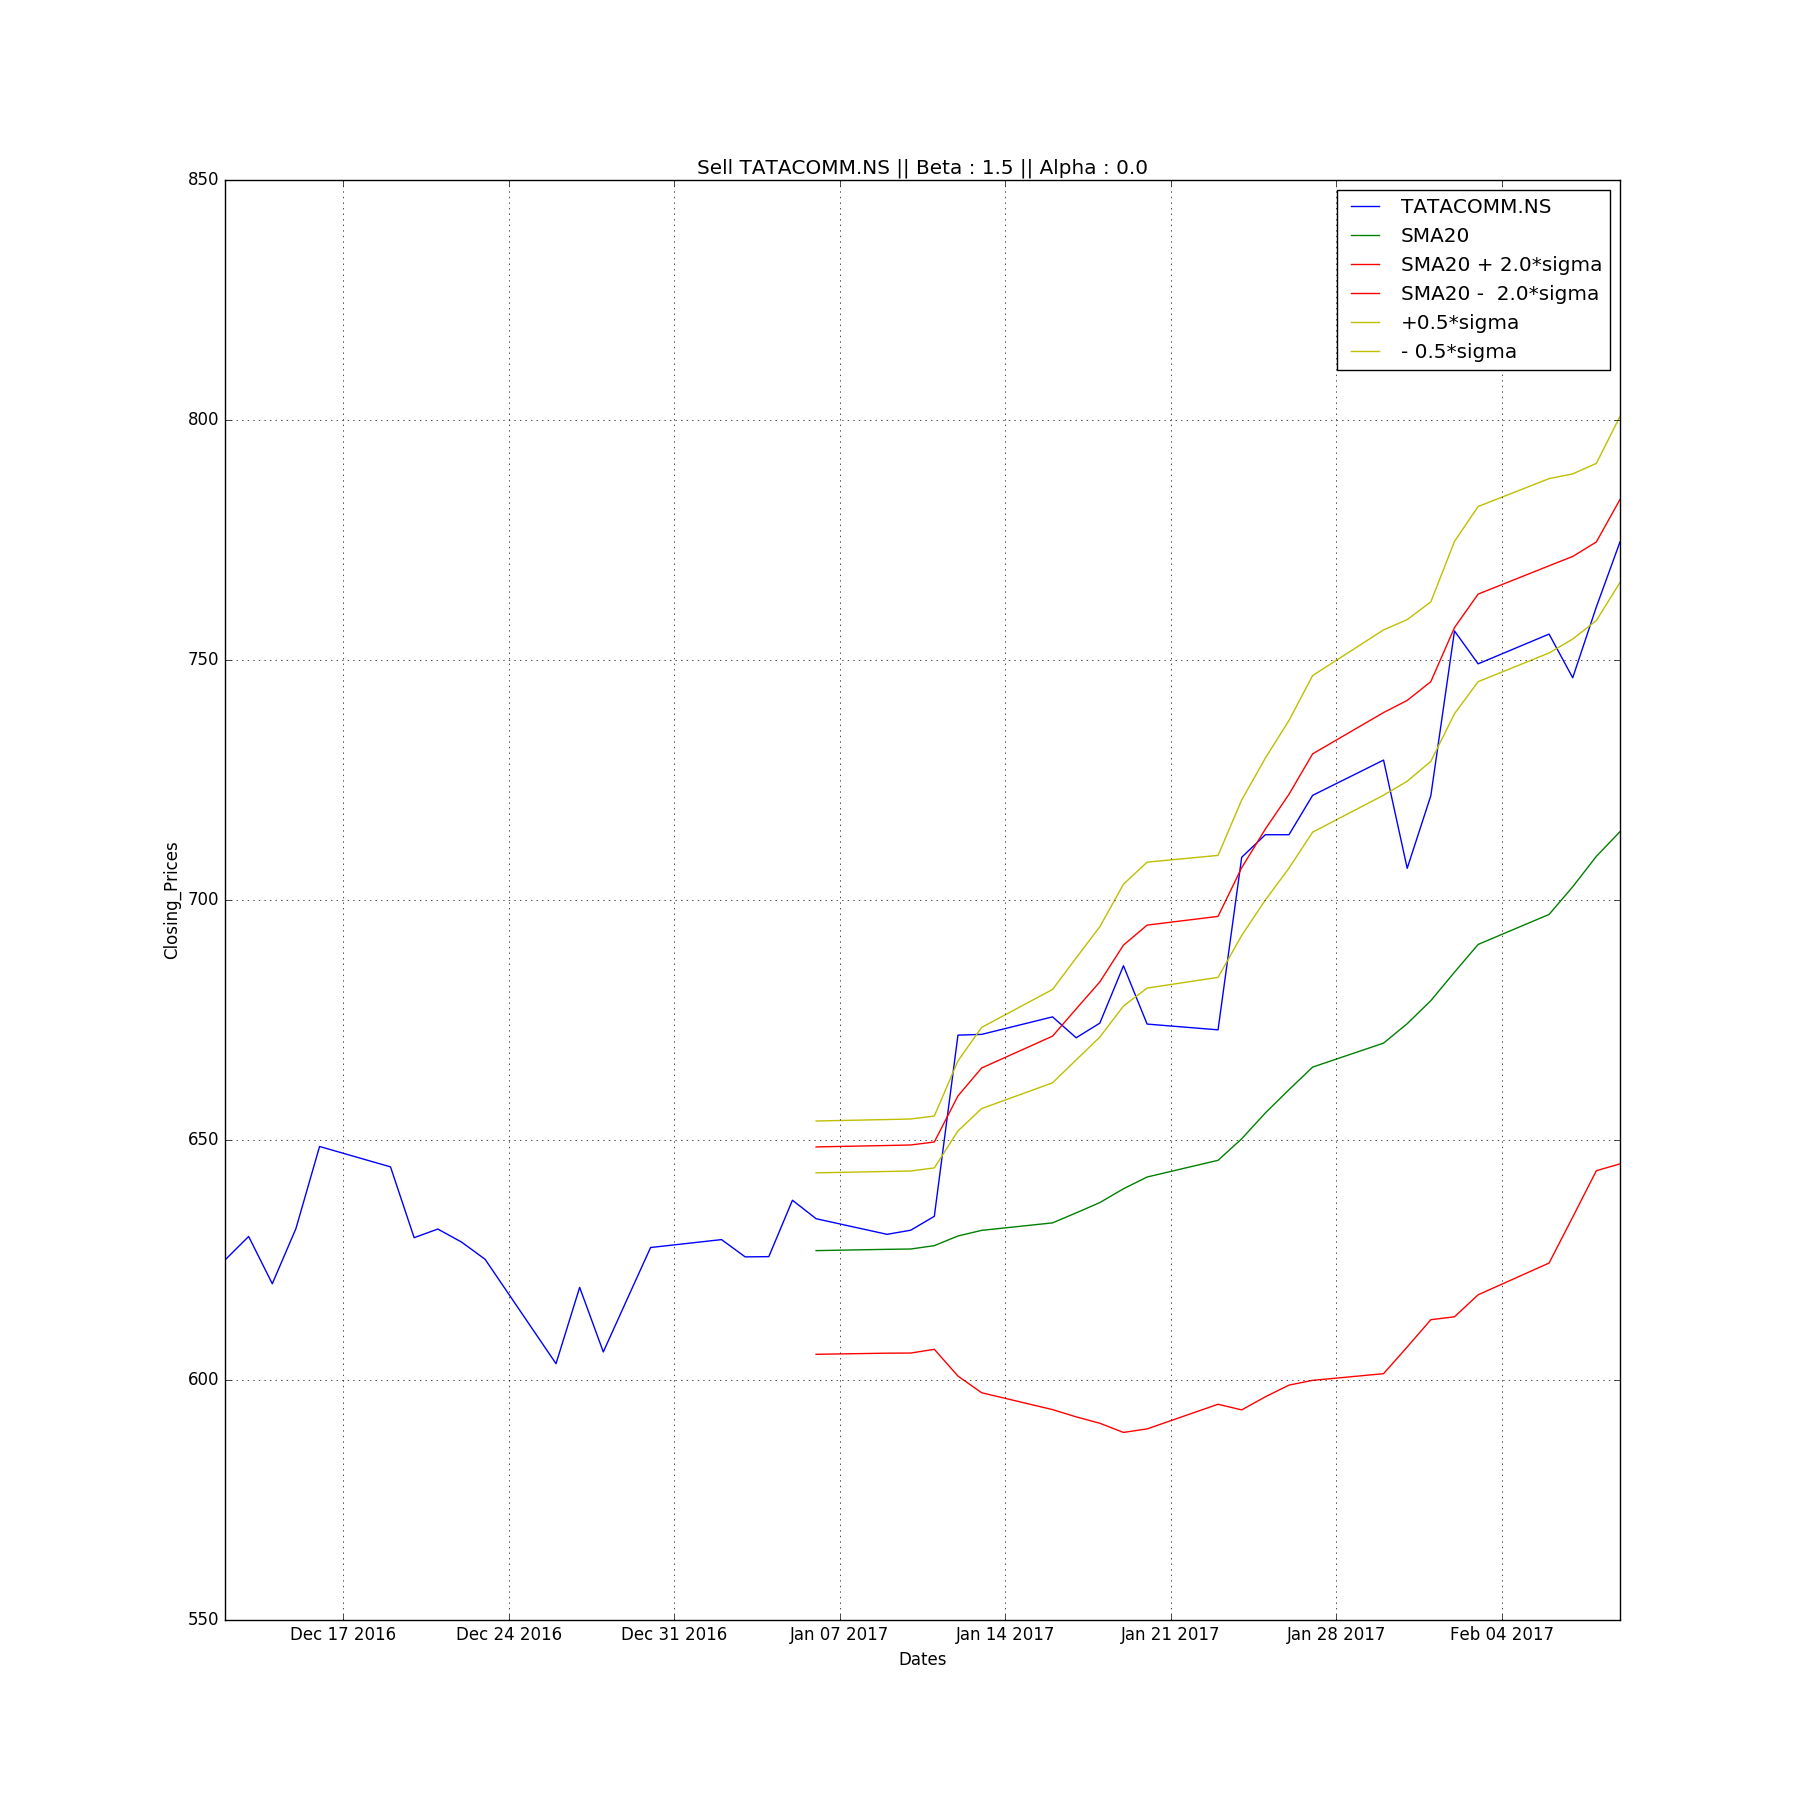 Sell TATACOMM.NS || Beta : 1.5 || Alpha : 0.0
TATACOMM.NS
SMA20
SMA20 + 2.0*sigma
SMA20 -  2.0*sigma
+0.5*sigma
- 0.5*sigma
850
800
750
700
650
600
550
Closing_Prices
Dec 17 2016
Dec 24 2016
Dec 31 2016
Jan 07 2017
Jan 14 2017
Jan 21 2017
Jan 28 2017
Feb 04 2017
Dates